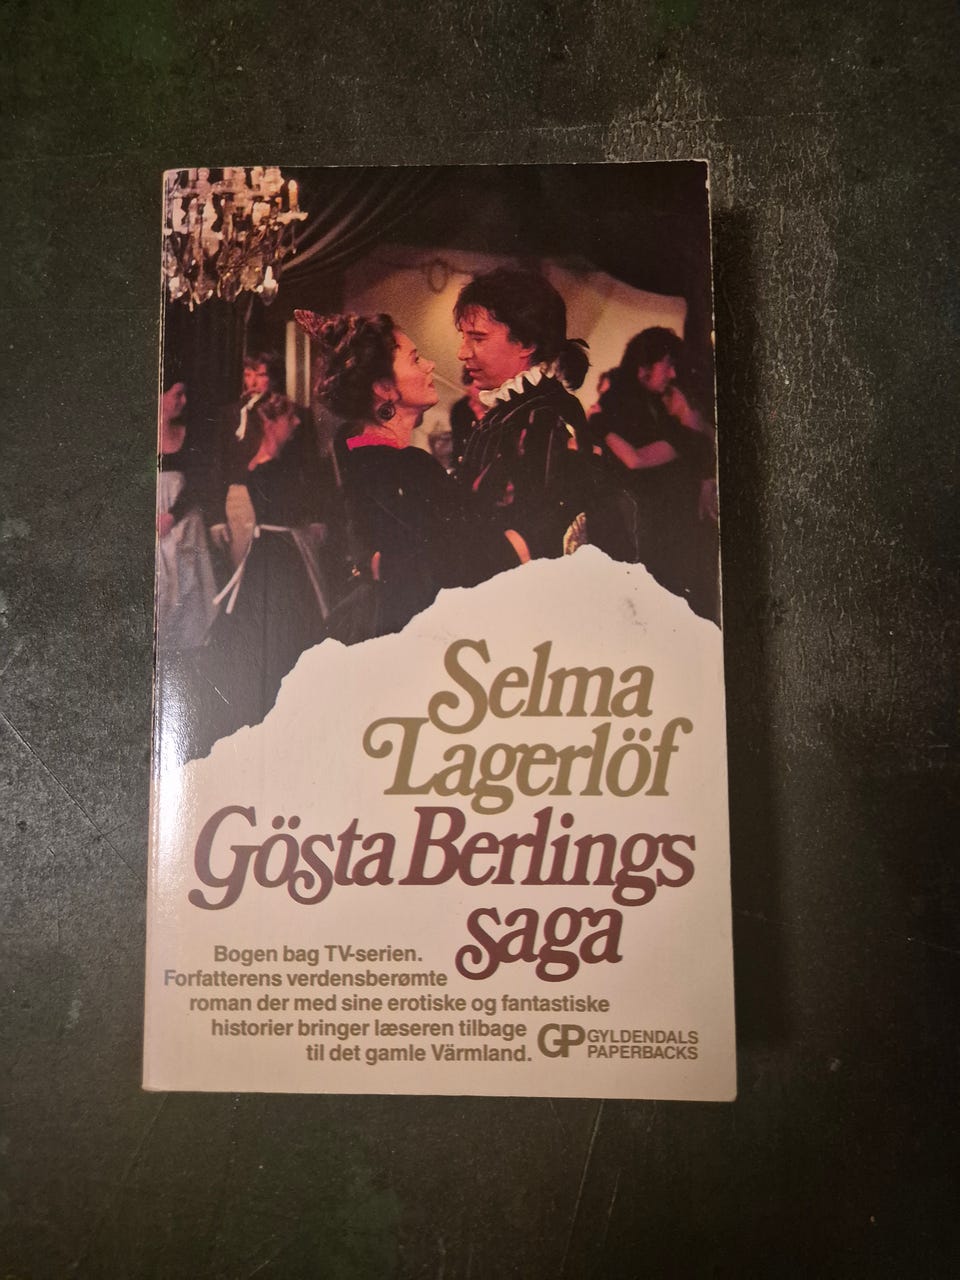 Selma
Lagerlöf
Gösta Berlings
saga
Bogen bag TV-serien.
Forfatterens verdensberømte
roman der med sine erotiske og fantastiske
historier bringer læseren tilbage
til det gamle Värmland.
GP GYLDENDALS
PAPERBACKS